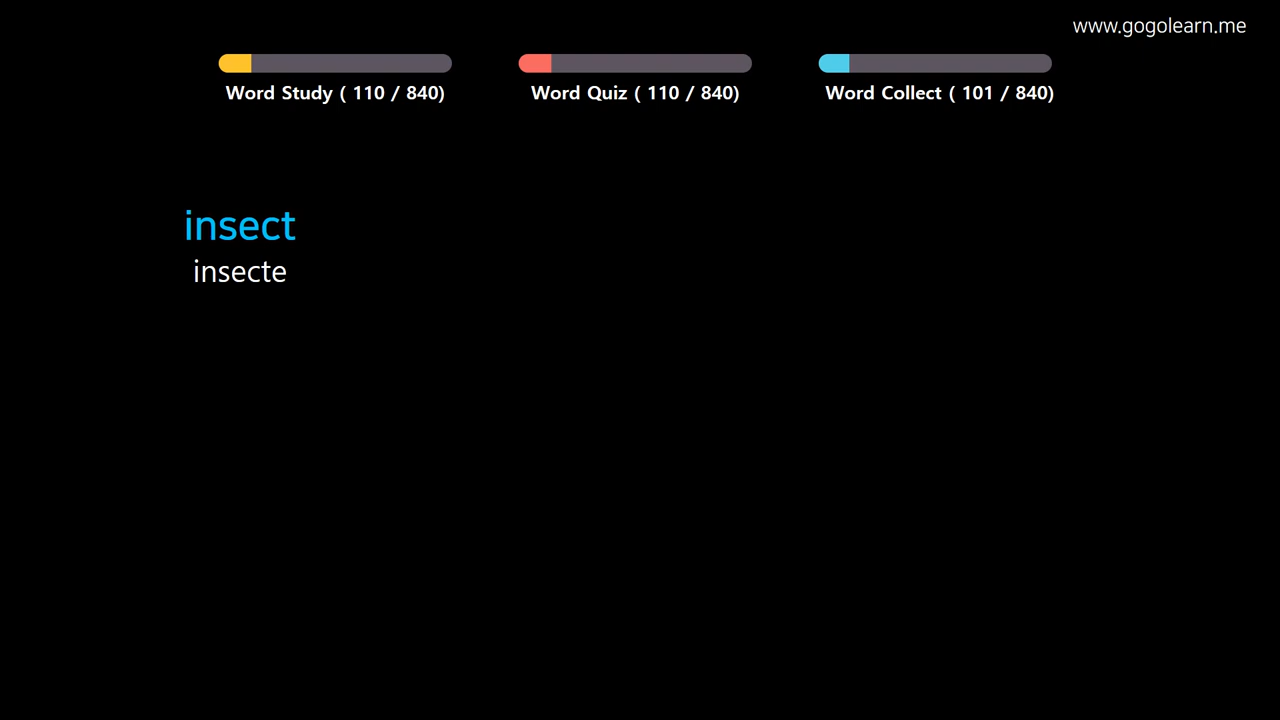 www.gogolearn.me
Word Study ( 110 / 840)
Word Quiz ( 110 / 840)
Word Collect ( 101 / 840)
insect
insecte